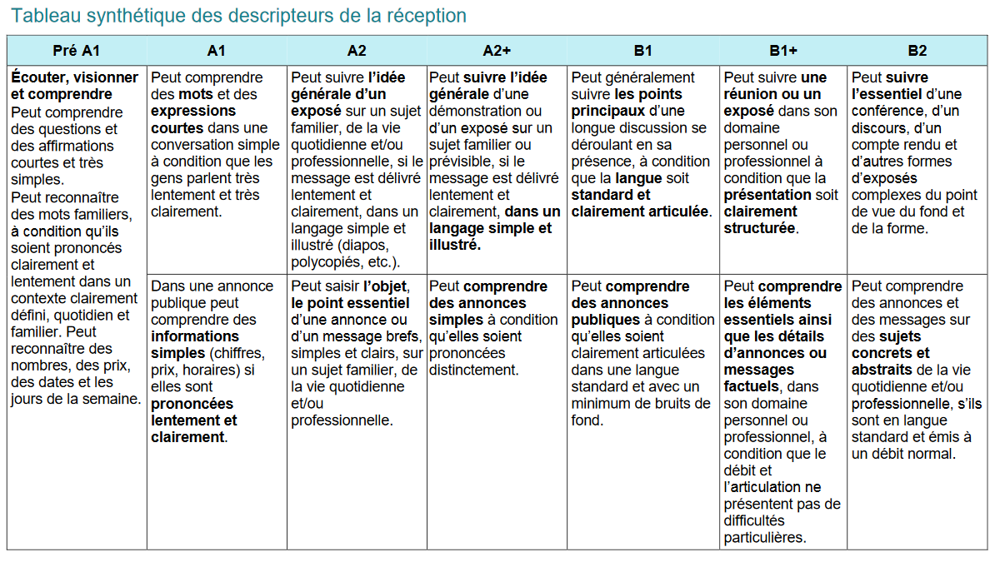 Tableau synthétique des descripteurs de la réception
Pré A1
A1
A2
A2+
B1
B1+
B2
Écouter, visionner
et comprendre
Peut comprendre
des questions et
des affirmations
courtes et très
simples.
Peut reconnaître
des mots familiers,
à condition qu’ils
soient prononcés
clairement et
lentement dans un
contexte clairement
défini, quotidien et
familier. Peut
reconnaître des
nombres, des prix,
des dates et les
jours de la semaine.
Peut comprendre
des mots et des
expressions
courtes dans une
conversation simple
à condition que les
gens parlent très
lentement et très
clairement.
Peut suivre l’idée
générale d’un
exposé sur un sujet
familier, de la vie
quotidienne et/ou
professionnelle, si le
message est délivré
lentement et
clairement, dans un
langage simple et
illustré (diapos,
polycopiés, etc.).
Peut suivre l’idée
générale d’une
démonstration ou
d’un exposé sur un
sujet familier ou
prévisible, si le
message est délivré
lentement et
clairement, dans un
langage simple et
illustré.
Peut généralement
suivre les points
principaux d’une
longue discussion se
déroulant en sa
présence, à condition
que la langue soit
standard et
clairement articulée.
Peut suivre une
réunion ou un
exposé dans son
domaine
personnel ou
professionnel à
condition que la
présentation soit
clairement
structurée.
Peut suivre
l’essentiel d’une
conférence, d’un
discours, d’un
compte rendu et
d’autres formes
d’exposés
complexes du point
de vue du fond et
de la forme.
Dans une annonce
publique peut
comprendre des
informations
simples (chiffres,
prix, horaires) si
elles sont
prononcées
lentement et
clairement.
Peut saisir l’objet,
le point essentiel
d’une annonce ou
d’un message brefs,
simples et clairs, sur
un sujet familier, de
la vie quotidienne
et/ou
professionnelle.
Peut comprendre
des annonces
simples à condition
qu’elles soient
prononcées
distinctement.
Peut comprendre
des annonces
publiques à condition
qu’elles soient
clairement articulées
dans une langue
standard et avec un
minimum de bruits de
fond.
Peut comprendre
les éléments
essentiels ainsi
que les détails
d’annonces ou
messages
factuels, dans
son domaine
personnel ou
professionnel, à
condition que le
débit et
l’articulation ne
présentent pas de
difficultés
particulières.
Peut comprendre
des annonces et
des messages sur
des sujets
concrets et
abstraits de la vie
quotidienne et/ou
professionnelle, s’ils
sont en langue
standard et émis à
un débit normal.